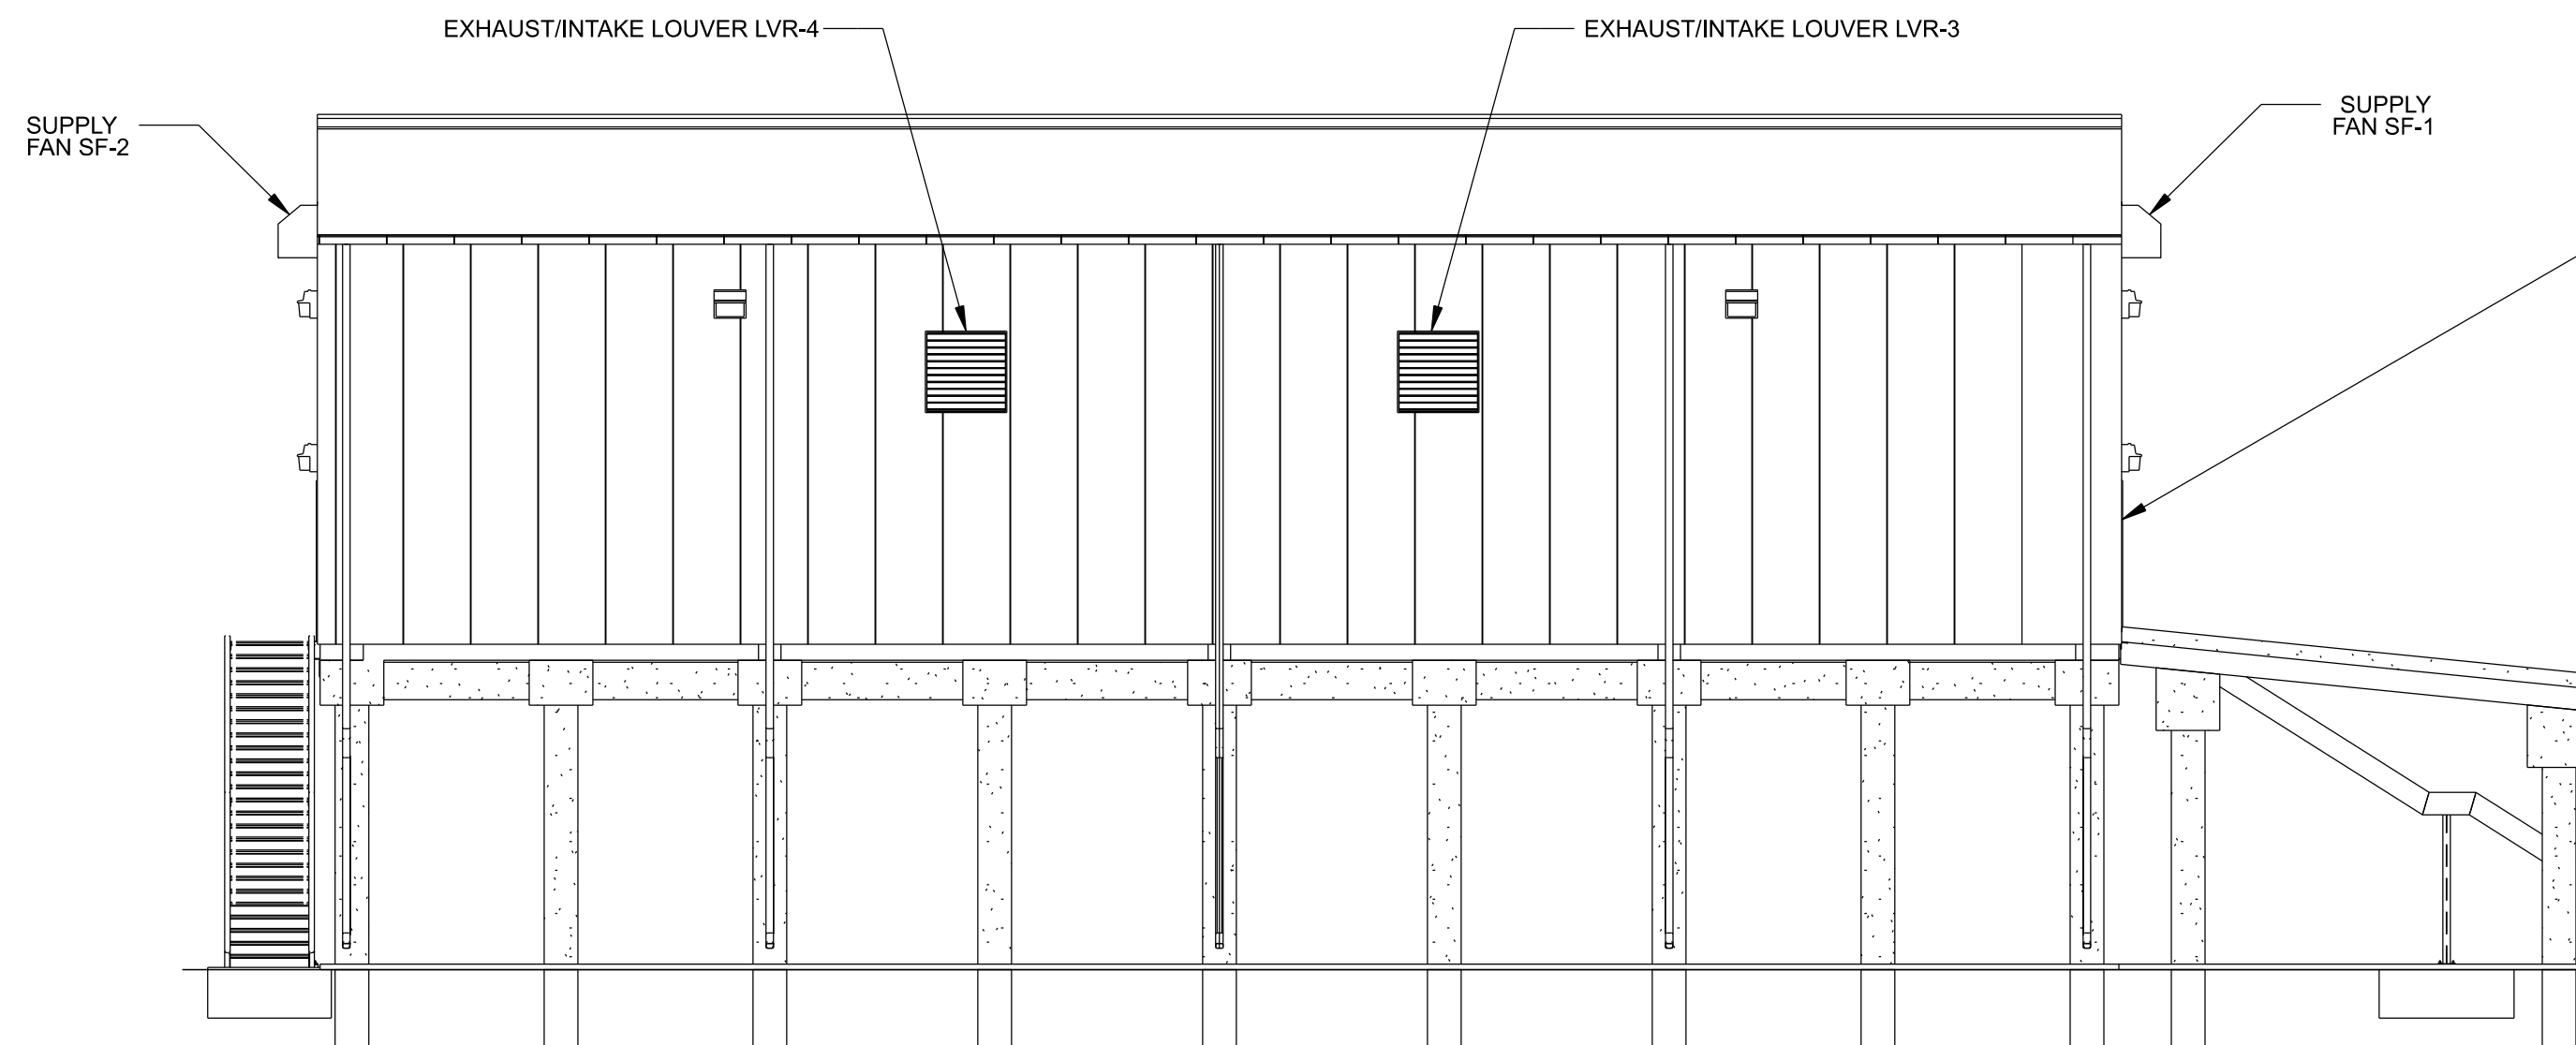 EXHAUST/INTAKE LOUVER LVR-4
EXHAUST/INTAKE LOUVER LVR-3
SUPPLY
FAN SF-2
SUPPLY
FAN SF-1